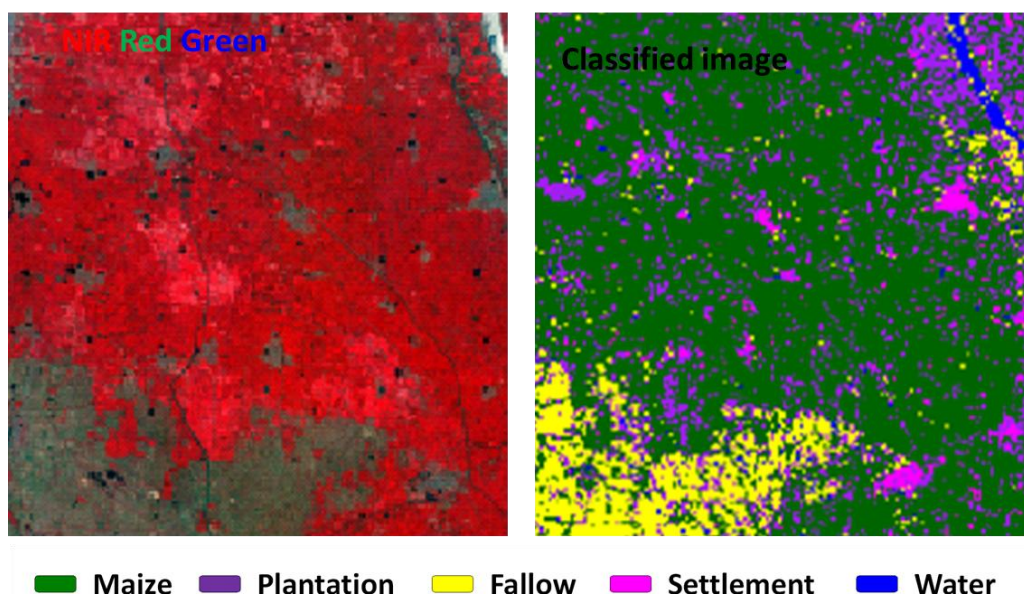 NIR Red Green
Classified image
Maize Plantation Fallow Settlement Water